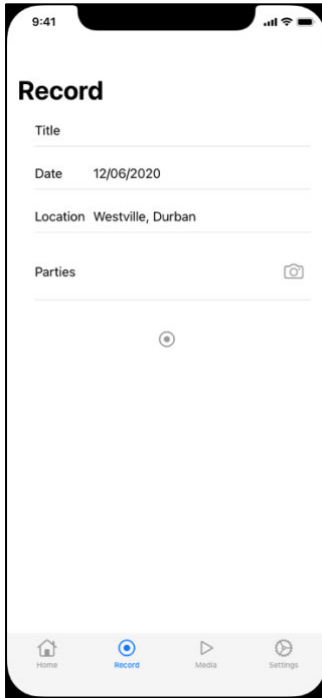 9:41
Record
Title
Date 12/06/2020
Location Westville, Durban
Parties
Home Record Media Settings